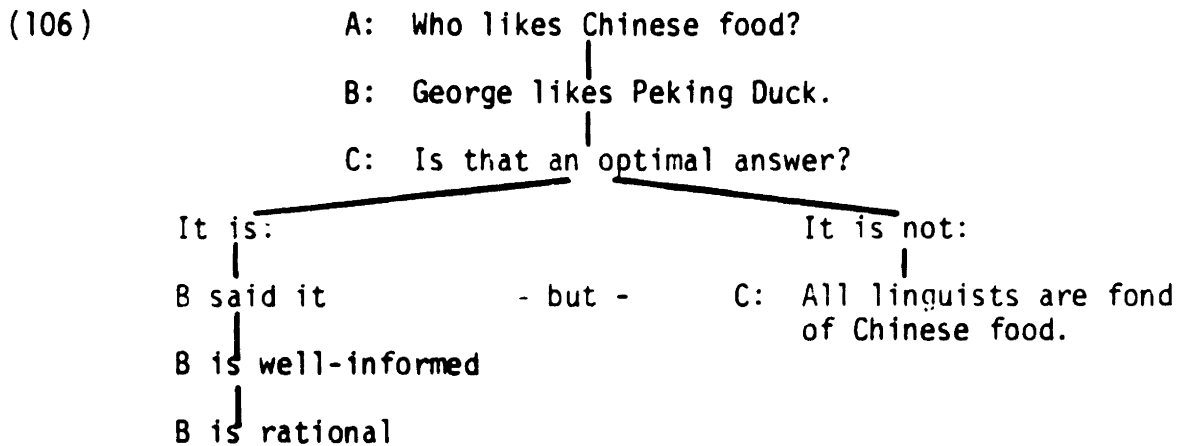 (106) A: Who likes Chinese food?
B: George likes Peking Duck.
C: Is that an optimal answer?
It is: It is not:
B said it - but - C: All linguists are fond
of Chinese food.
B is well-informed
B is rational